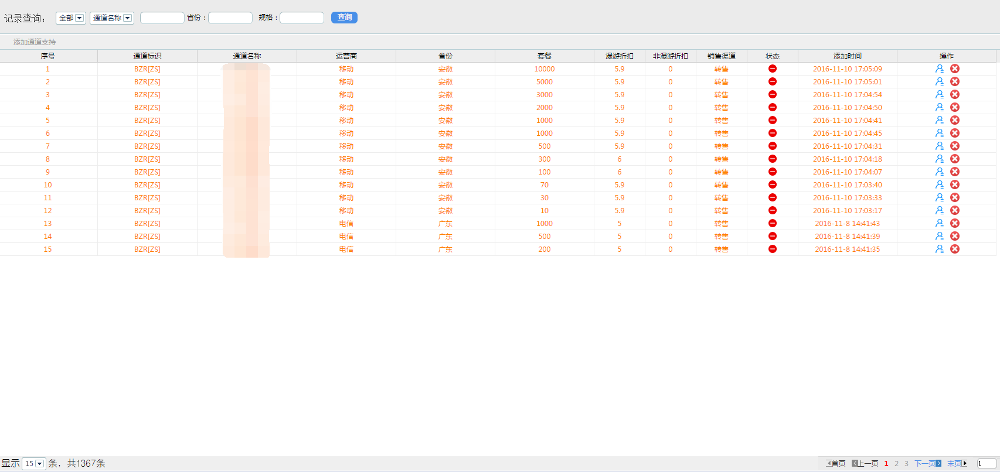 记录查询： 全部 通道名称 省份： 规格： 查询
添加通道支持
序号 通道标识 通道名称 运营商 省份 套餐 漫游折扣 非漫游折扣 销售渠道 状态 添加时间 操作
1 BZR[ZS] 移动 安徽 10000 5.9 0 转售 2016-11-10 17:05:09
2 BZR[ZS] 移动 安徽 5000 5.9 0 转售 2016-11-10 17:05:01
3 BZR[ZS] 移动 安徽 3000 5.9 0 转售 2016-11-10 17:04:54
4 BZR[ZS] 移动 安徽 2000 5.9 0 转售 2016-11-10 17:04:50
5 BZR[ZS] 移动 安徽 1000 5.9 0 转售 2016-11-10 17:04:41
6 BZR[ZS] 移动 安徽 1000 5.9 0 转售 2016-11-10 17:04:45
7 BZR[ZS] 移动 安徽 500 5.9 0 转售 2016-11-10 17:04:31
8 BZR[ZS] 移动 安徽 300 6 0 转售 2016-11-10 17:04:18
9 BZR[ZS] 移动 安徽 100 6 0 转售 2016-11-10 17:04:07
10 BZR[ZS] 移动 安徽 70 5.9 0 转售 2016-11-10 17:03:40
11 BZR[ZS] 移动 安徽 30 5.9 0 转售 2016-11-10 17:03:33
12 BZR[ZS] 移动 安徽 10 5.9 0 转售 2016-11-10 17:03:17
13 BZR[ZS] 电信 广东 1000 5 0 转售 2016-11-8 14:41:43
14 BZR[ZS] 电信 广东 500 5 0 转售 2016-11-8 14:41:39
15 BZR[ZS] 电信 广东 200 5 0 转售 2016-11-8 14:41:35
显示 15 条，共1367条 首页 上一页 1 2 3 下一页 末页 1